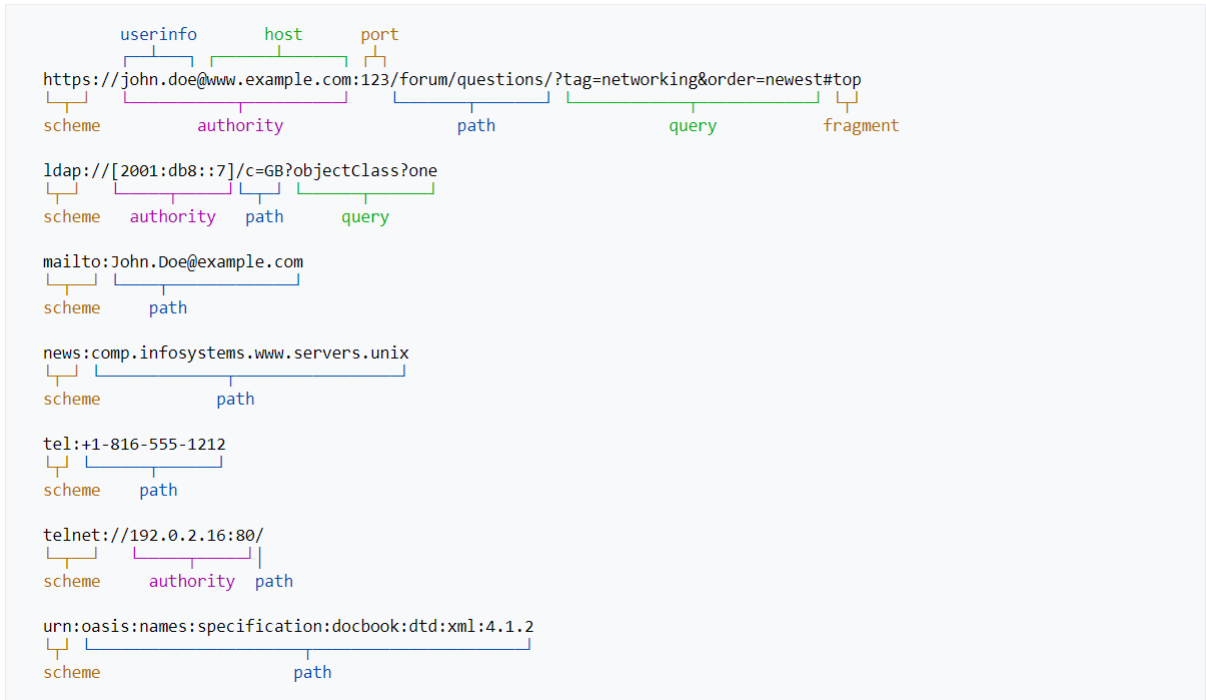 userinfo host port
https://john.doe@www.example.com:123/forum/questions/?tag=networking&order=newest#top
scheme authority path query fragment
ldap://[2001:db8::7]/c=GB?objectClass?one
scheme authority path query
mailto:John.Doe@example.com
scheme path
news:comp.infosystems.www.servers.unix
scheme path
tel:+1-816-555-1212
scheme path
telnet://192.0.2.16:80/
scheme authority path
urn:oasis:names:specification:docbook:dtd:xml:4.1.2
scheme path